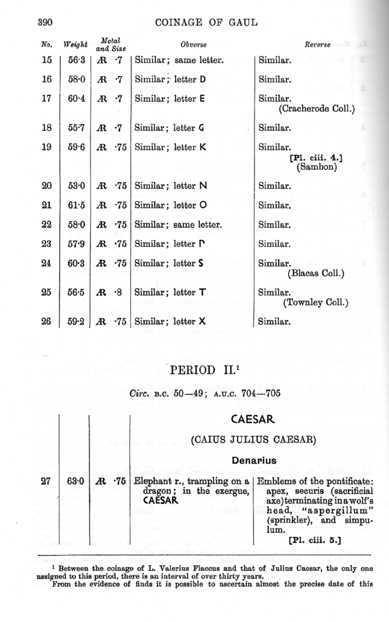 390 COINAGE OF GAUL
No. Weight Metal and Size Obverse Reverse
15 56·3 Æ ·7 Similar; same letter. Similar.
16 58·0 Æ ·7 Similar; letter D Similar.
17 60·4 Æ ·7 Similar; letter E Similar.
(Cracherode Coll.)
18 55·7 Æ ·7 Similar; letter G Similar.
19 59·6 Æ ·75 Similar; letter K Similar.
[Pl. ciii. 4.]
(Sambon)
20 53·0 Æ ·75 Similar; letter N Similar.
21 61·5 Æ ·75 Similar; letter O Similar.
22 58·0 Æ ·75 Similar; same letter. Similar.
23 57·9 Æ ·75 Similar; letter P Similar.
24 60·3 Æ ·75 Similar; letter S Similar.
(Blacas Coll.)
25 56·5 Æ ·8 Similar; letter T Similar.
(Townley Coll.)
26 59·2 Æ ·75 Similar; letter X Similar.
PERIOD II.¹
Circ. B.C. 50—49; A.U.C. 704—705
CAESAR
(CAIUS JULIUS CAESAR)
Denarius
27 63·0 Æ ·75 Elephant r., trampling on a Emblems of the pontificate:
dragon; in the exergue, apex, securis (sacrificial
CAESAR axe) terminating in a wolf's
head, "aspergillum"
(sprinkler), and simpu-
lum.
[Pl. ciii. 5.]
¹ Between the coinage of L. Valerius Flaccus and that of Julius Caesar, the only one
assigned to this period, there is an interval of over thirty years.
From the evidence of finds it is possible to ascertain almost the precise date of this